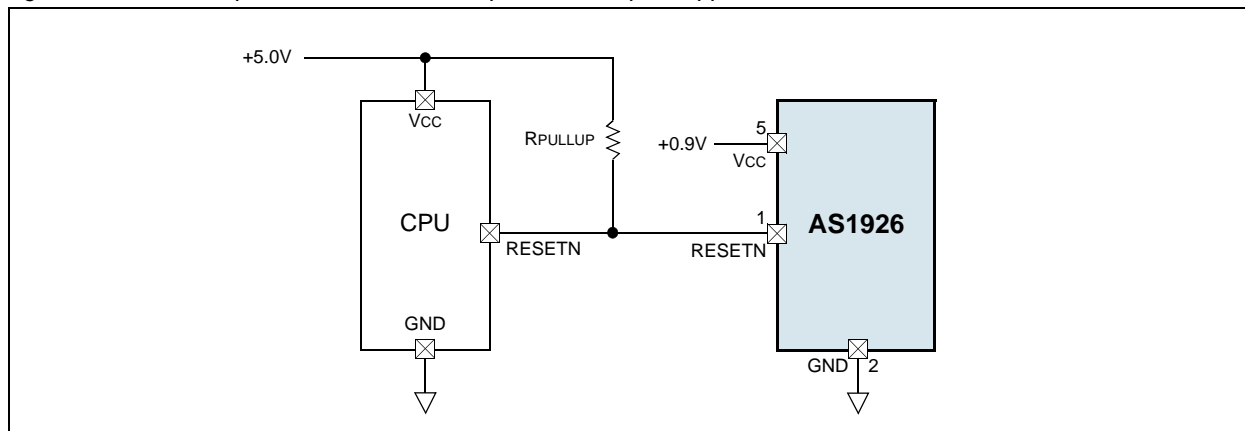 +5.0V
VCC
RPULLUP
+0.9V
5
VCC
CPU
1
AS1926
RESETN
RESETN
GND
GND
2